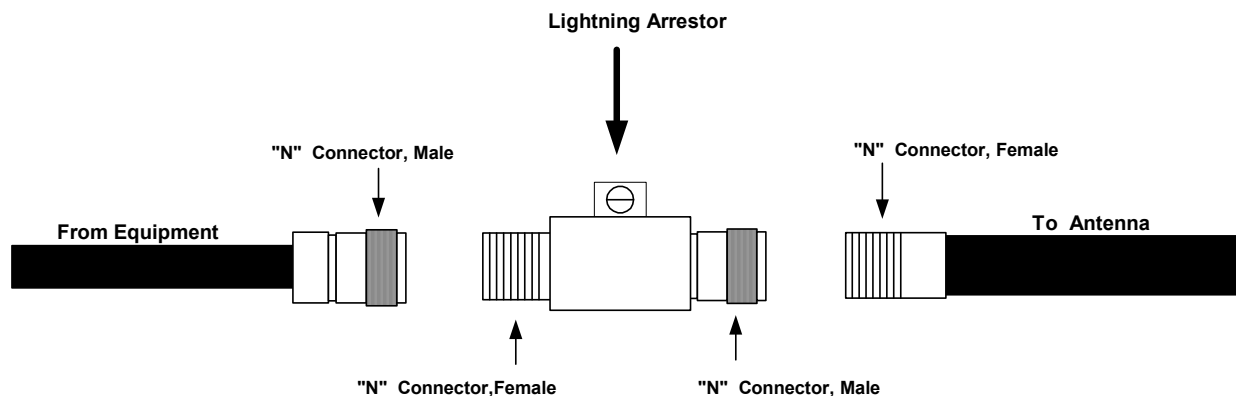 Lightning Arrestor
"N" Connector, Male
"N" Connector, Female
From Equipment
To Antenna
"N" Connector,Female
"N" Connector, Male